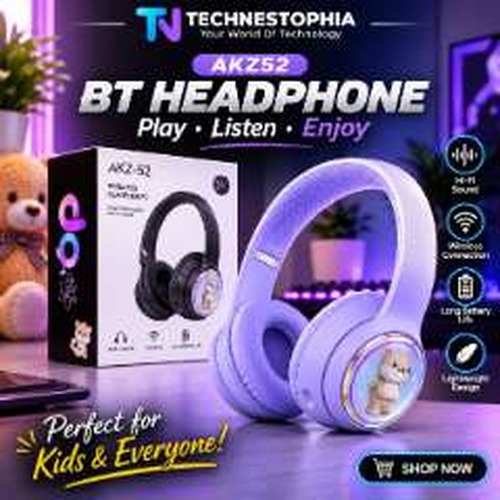 TECHNESTOPHIA
Your World Of Technology
AKZ52
BT HEADPHONE
Play • Listen • Enjoy
AKZ-52
Hi-Fi
Sound
Wireless
Connection
Long Battery
Life
Lightweight
Design
Perfect for
Kids & Everyone!
SHOP NOW